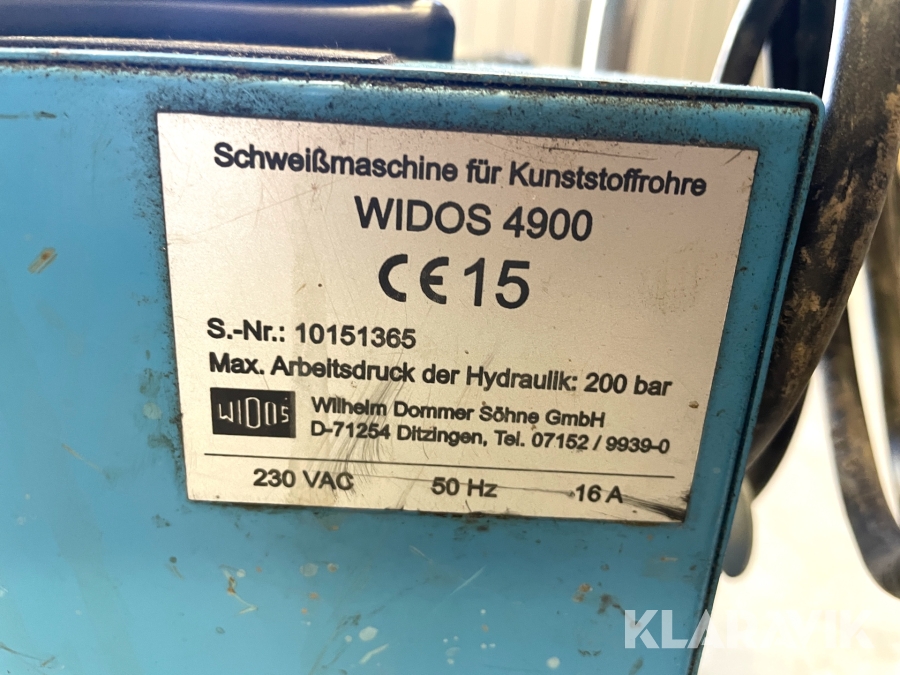 Schweißmaschine für Kunststoffrohre
WIDOS 4900
CE 15
S.-Nr.: 10151365
Max. Arbeitsdruck der Hydraulik: 200 bar
WIDOS
Wilhelm Dommer Söhne GmbH
D-71254 Ditzingen, Tel. 07152 / 9939-0
230 VAC 50 Hz 16 A
KLARAVIK